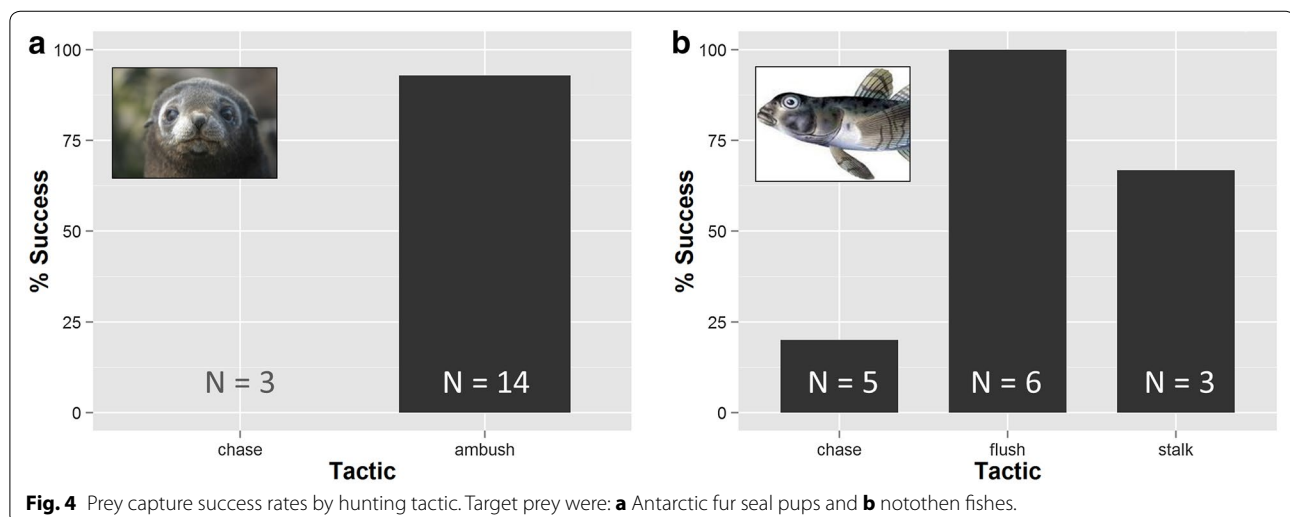 a
100
75
50
25
0
% Success
N = 3
N = 14
chase
ambush
Tactic
b
100
75
50
25
0
% Success
N = 5
N = 6
N = 3
chase
flush
stalk
Tactic
Fig. 4 Prey capture success rates by hunting tactic. Target prey were: a Antarctic fur seal pups and b notothen fishes.